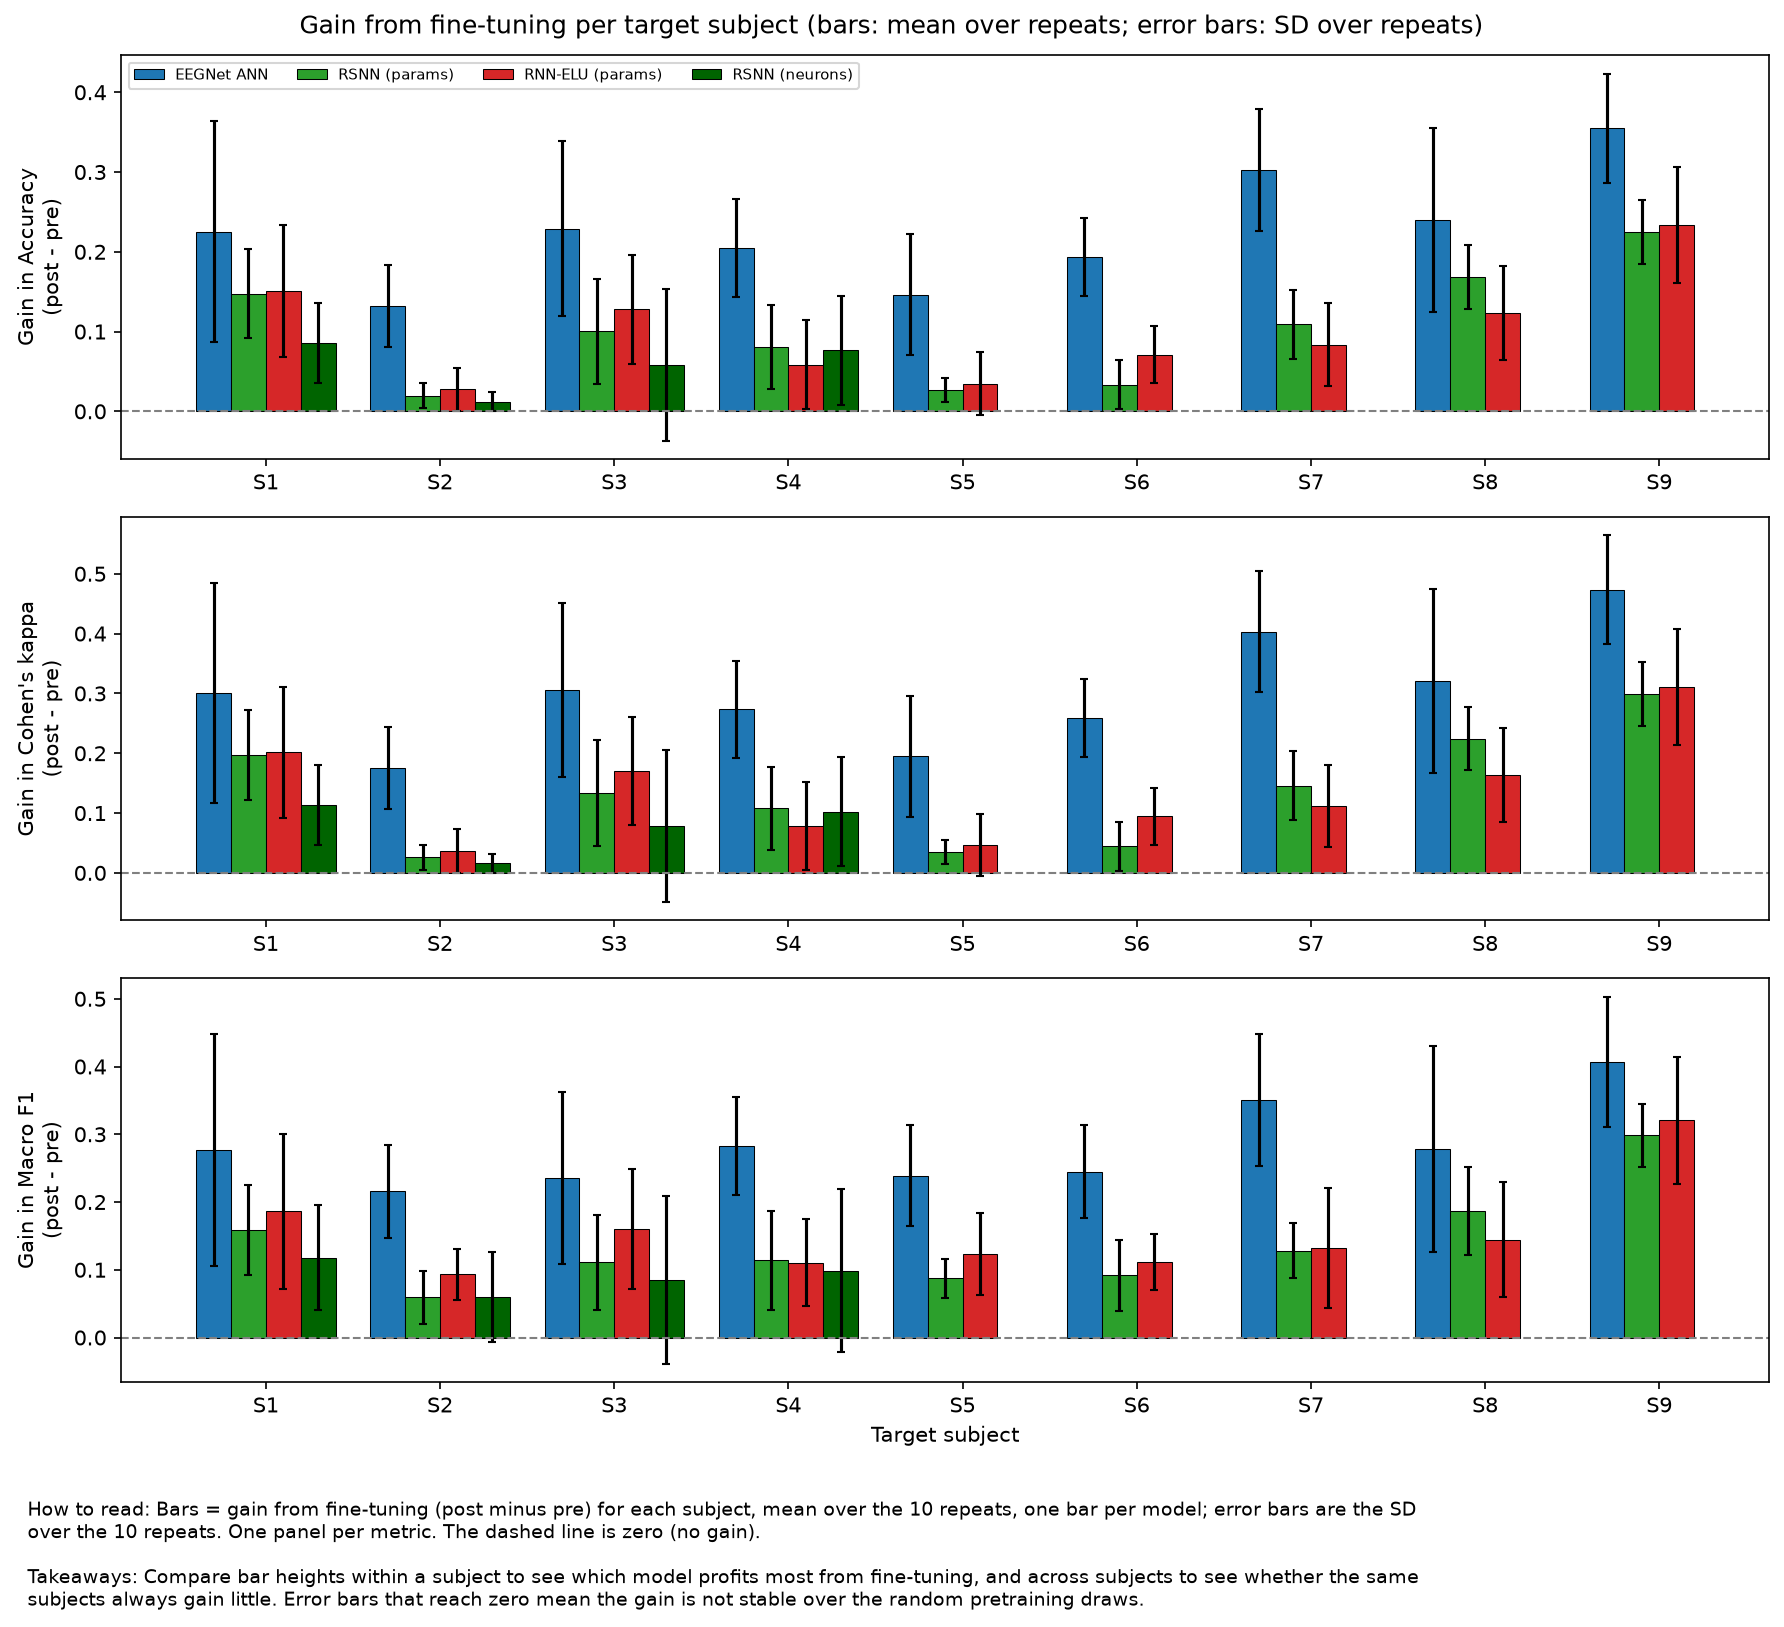 Gain from fine-tuning per target subject (bars: mean over repeats; error bars: SD over repeats)
EEGNet ANN
RSNN (params)
RNN-ELU (params)
RSNN (neurons)
Gain in Accuracy
(post - pre)
0.4
0.3
0.2
0.1
0.0
S1
S2
S3
S4
S5
S6
S7
S8
S9
Gain in Cohen's kappa
(post - pre)
0.5
0.4
0.3
0.2
0.1
0.0
S1
S2
S3
S4
S5
S6
S7
S8
S9
Gain in Macro F1
(post - pre)
0.5
0.4
0.3
0.2
0.1
0.0
S1
S2
S3
S4
S5
S6
S7
S8
S9
Target subject
How to read: Bars = gain from fine-tuning (post minus pre) for each subject, mean over the 10 repeats, one bar per model; error bars are the SD
over the 10 repeats. One panel per metric. The dashed line is zero (no gain).
Takeaways: Compare bar heights within a subject to see which model profits most from fine-tuning, and across subjects to see whether the same
subjects always gain little. Error bars that reach zero mean the gain is not stable over the random pretraining draws.